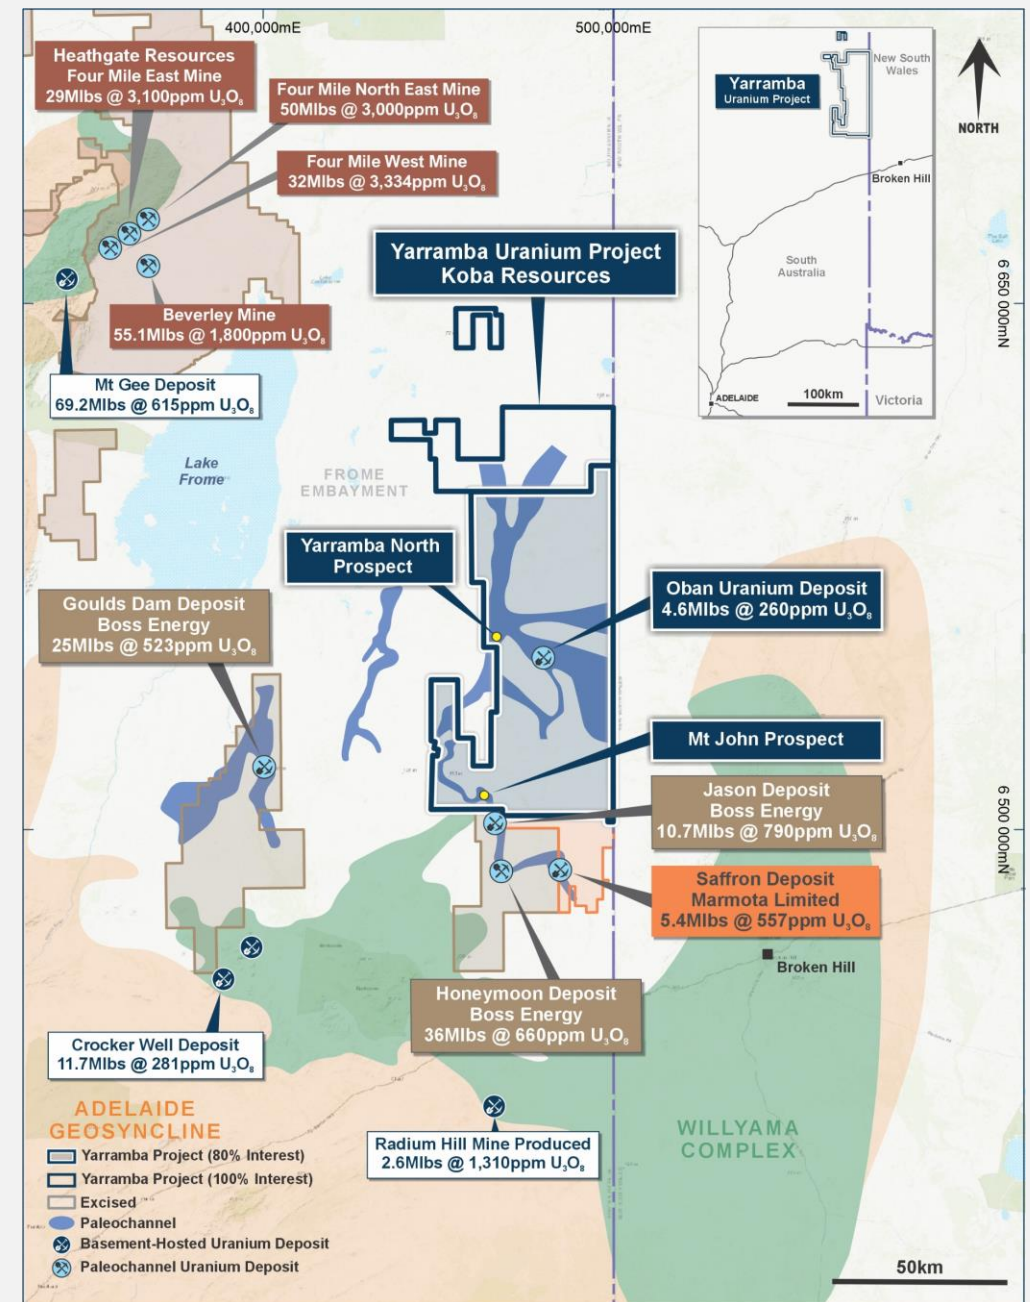 400,000mE
500,000mE
Heathgate Resources
Four Mile East Mine
29Mlbs @ 3,100ppm U₃O₈
Four Mile North East Mine
50Mlbs @ 3,000ppm U₃O₈
Four Mile West Mine
32Mlbs @ 3,334ppm U₃O₈
Beverley Mine
55.1Mlbs @ 1,800ppm U₃O₈
Mt Gee Deposit
69.2Mlbs @ 615ppm U₃O₈
Yarramba Uranium Project
Koba Resources
Yarramba
Uranium Project
New South
Wales
Broken Hill
South
Australia
ADELAIDE
100km
Victoria
NORTH
6 650 000mN
Lake
Frome
FROME
EMBAYMENT
Yarramba North
Prospect
Oban Uranium Deposit
4.6Mlbs @ 260ppm U₃O₈
Goulds Dam Deposit
Boss Energy
25Mlbs @ 523ppm U₃O₈
Mt John Prospect
Jason Deposit
Boss Energy
10.7Mlbs @ 790ppm U₃O₈
6 500 000mN
Saffron Deposit
Marmota Limited
5.4Mlbs @ 557ppm U₃O₈
Broken Hill
Honeymoon Deposit
Boss Energy
36Mlbs @ 660ppm U₃O₈
Crocker Well Deposit
11.7Mlbs @ 281ppm U₃O₈
Radium Hill Mine Produced
2.6Mlbs @ 1,310ppm U₃O₈
WILLYAMA
COMPLEX
ADELAIDE
GEOSYNCLINE
Yarramba Project (80% Interest)
Yarramba Project (100% Interest)
Excised
Paleochannel
Basement-Hosted Uranium Deposit
Paleochannel Uranium Deposit
50km